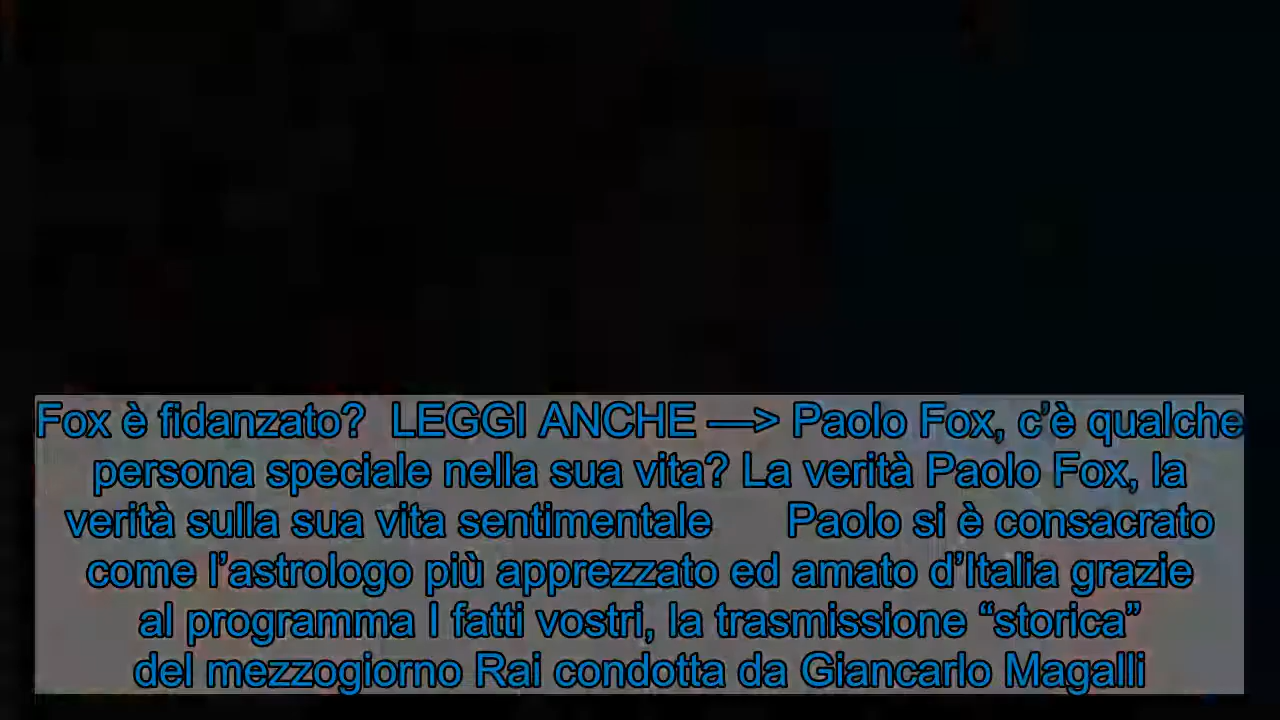 Fox è fidanzato?  LEGGI ANCHE —> Paolo Fox, c’è qualche
persona speciale nella sua vita? La verità Paolo Fox, la
verità sulla sua vita sentimentale      Paolo si è consacrato
come l’astrologo più apprezzato ed amato d’Italia grazie
al programma I fatti vostri, la trasmissione “storica”
del mezzogiorno Rai condotta da Giancarlo Magalli